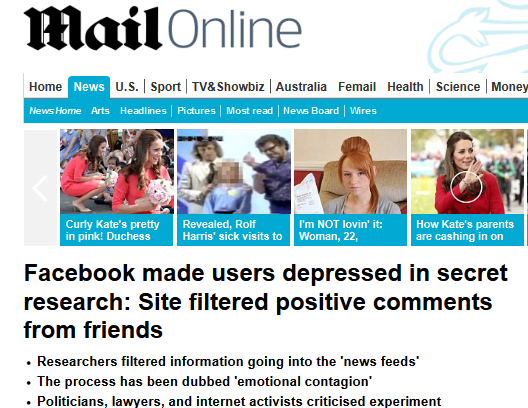 Mail Online
Home News U.S. Sport TV&Showbiz Australia Femail Health Science Money
News Home Arts Headlines Pictures Most read News Board Wires
Curly Kate's pretty
in pink! Duchess
Revealed, Rolf
Harris' sick visits to
I'm NOT lovin' it:
Woman, 22,
How Kate's parents
are cashing in on
Facebook made users depressed in secret
research: Site filtered positive comments
from friends
• Researchers filtered information going into the 'news feeds'
• The process has been dubbed 'emotional contagion'
• Politicians, lawyers, and internet activists criticised experiment